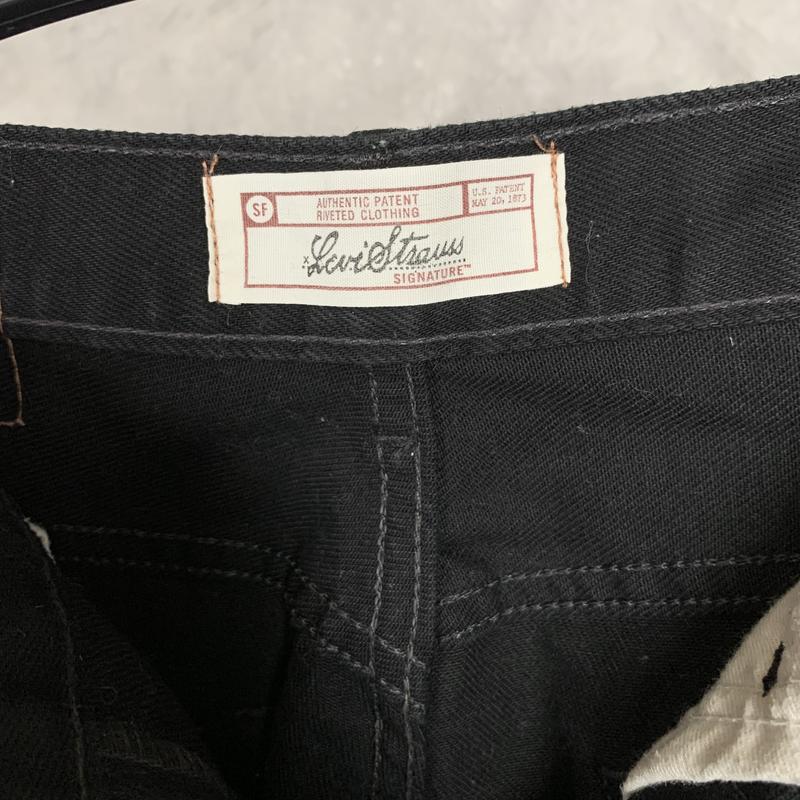 SF
AUTHENTIC PATENT
RIVETED CLOTHING
U.S. PATENT
MAY 20, 1873
x Levi Strauss
SIGNATURE™